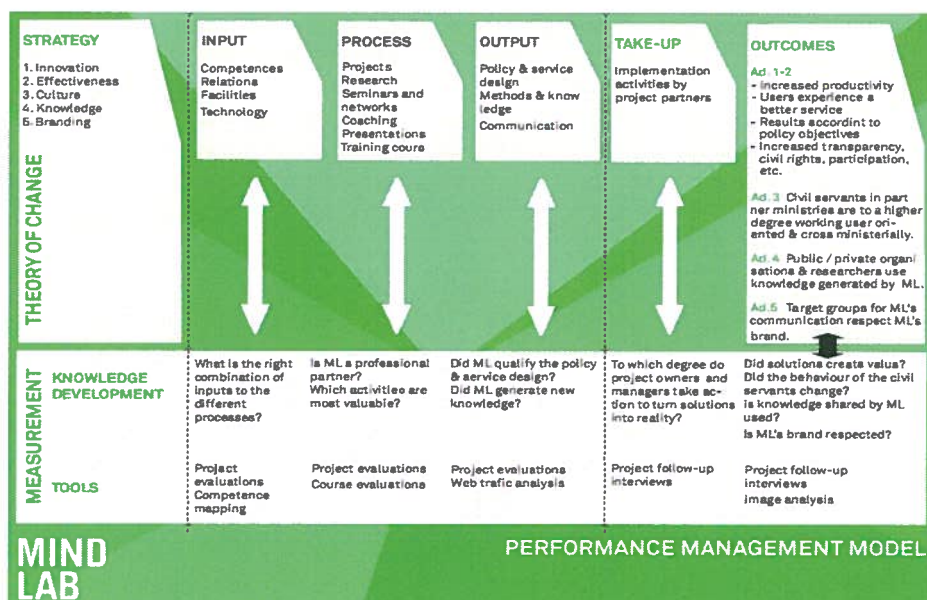 STRATEGY
1. Innovation
2. Effectiveness
3. Culture
4. Knowledge
5. Branding
INPUT
Competences
Relations
Facilities
Technology
PROCESS
Projects
Research
Seminars and
networks
Coaching
Presentations
Training cours
OUTPUT
Policy & service
design
Methods & know
ledge
Communication
TAKE-UP
Implementation
activities by
project partners
OUTCOMES
Ad. 1-2
- Increased productivity
- Users experience a
better service
- Results accordint to
policy objectives
- Increased transparency,
civil rights, participation,
etc.
Ad. 3 Civil servants in part
ner ministries are to a higher
degree working user ori-
ented & cross ministerially.
Ad. 4 Public / private organi
sations & researchers use
knowledge generated by ML.
Ad.5 Target groups for ML's
communication respect ML's
brand.
THEORY OF CHANGE
MEASUREMENT
KNOWLEDGE
DEVELOPMENT
What is the right
combination of
inputs to the
different
processes?
Is ML a professional
partner?
Which activities are
most valuable?
Did ML qualify the policy
& service design?
Did ML generate new
knowledge?
To which degree do
project owners and
managers take ac-
tion to turn solutions
into reality?
Did solutions create value?
Did the behaviour of the civil
servants change?
Is knowledge shared by ML
used?
Is ML's brand respected?
TOOLS
Project
evaluations
Competence
mapping
Project evaluations
Course evaluations
Project evaluations
Web trafic analysis
Project follow-up
interviews
Project follow-up
interviews
Image analysis
MIND
LAB
PERFORMANCE MANAGEMENT MODEL